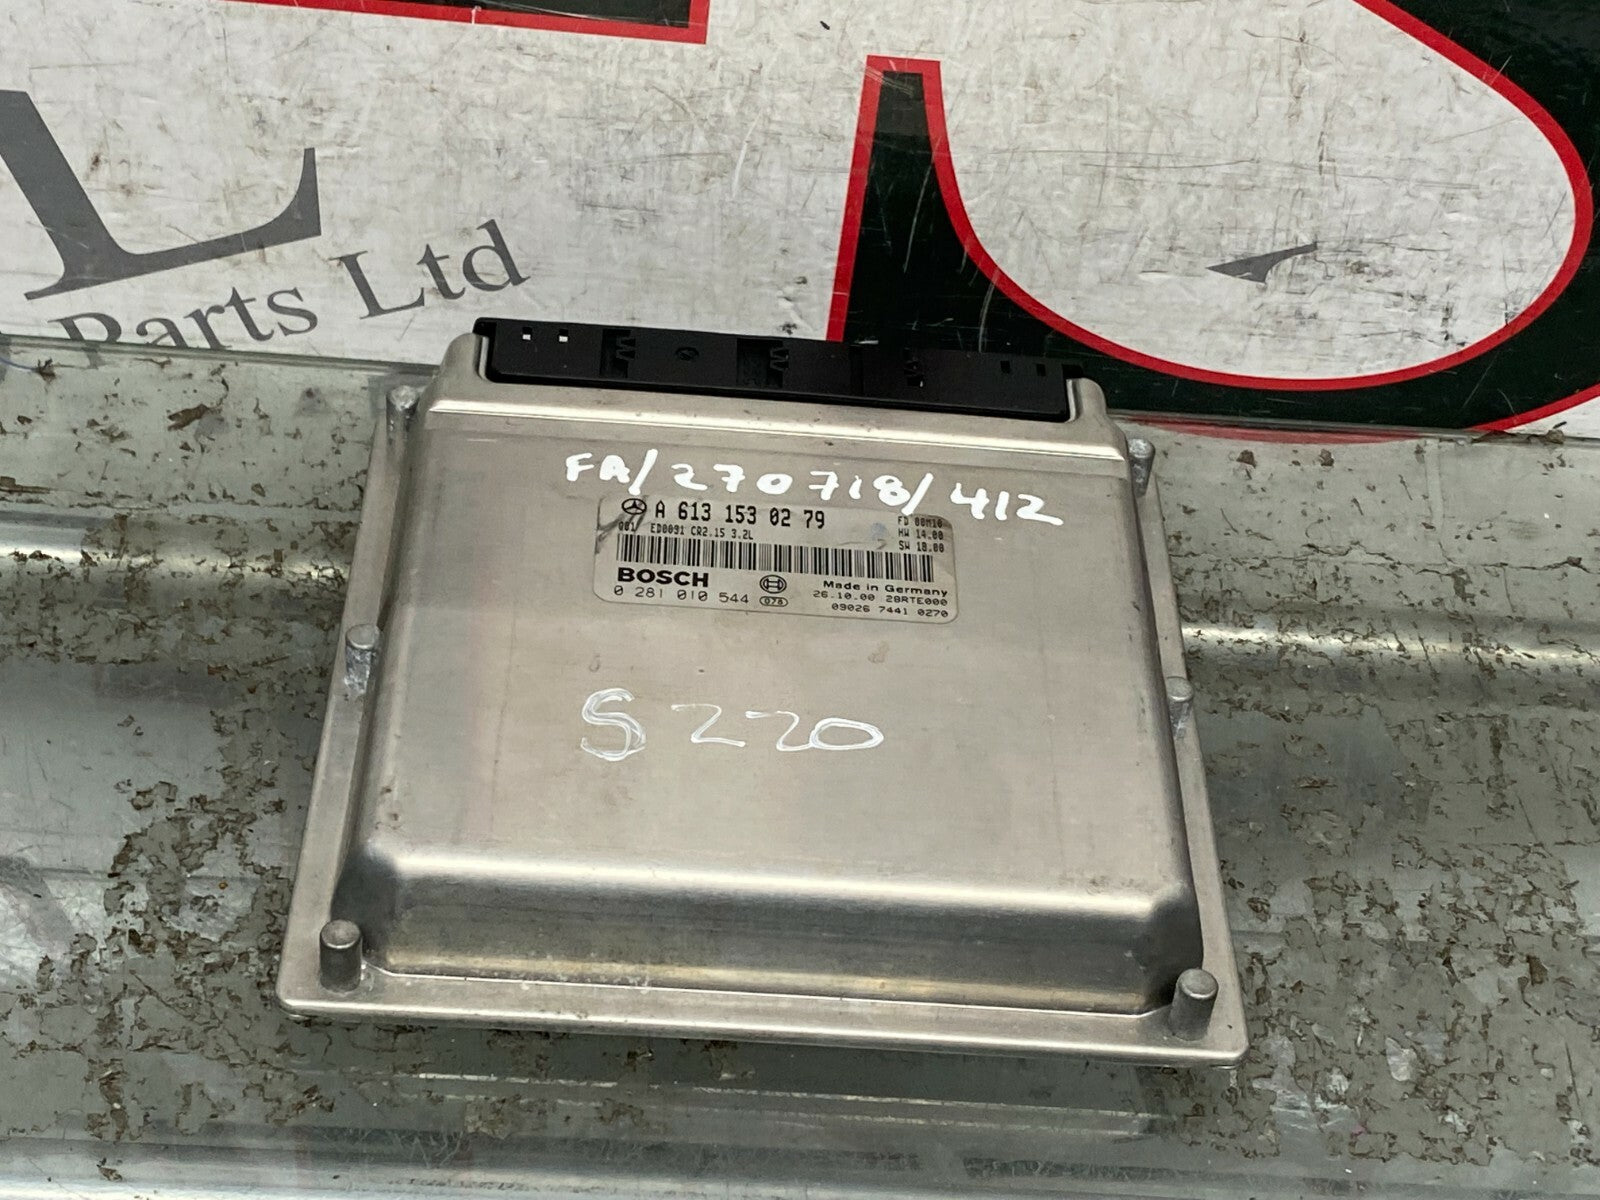 Parts Ltd
FA/270718/412
A 613 153 02 79
001 ED0091 CR2.15 3.2L
FD 00M10
HW 14.00
SW 18.00
BOSCH
0 281 010 544 078
Made in Germany
26.10.00 28RTE000
09026 7441 0270
S220